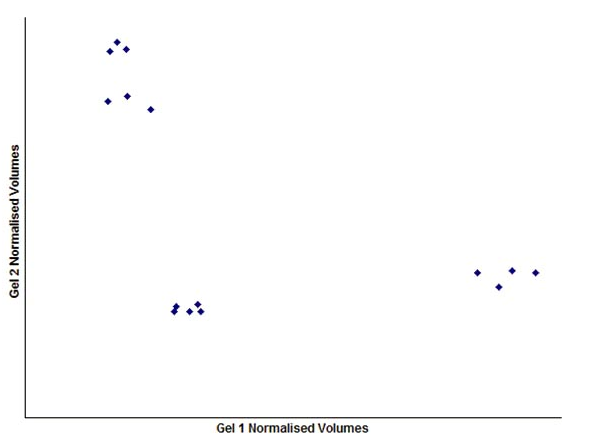 Gel 2 Normalised Volumes
Gel 1 Normalised Volumes